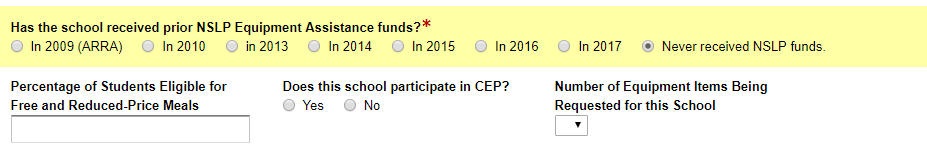 Has the school received prior NSLP Equipment Assistance funds?*
In 2009 (ARRA) In 2010 in 2013 In 2014 In 2015 In 2016 In 2017 Never received NSLP funds.
Percentage of Students Eligible for
Free and Reduced-Price Meals
Does this school participate in CEP?
Yes No
Number of Equipment Items Being
Requested for this School